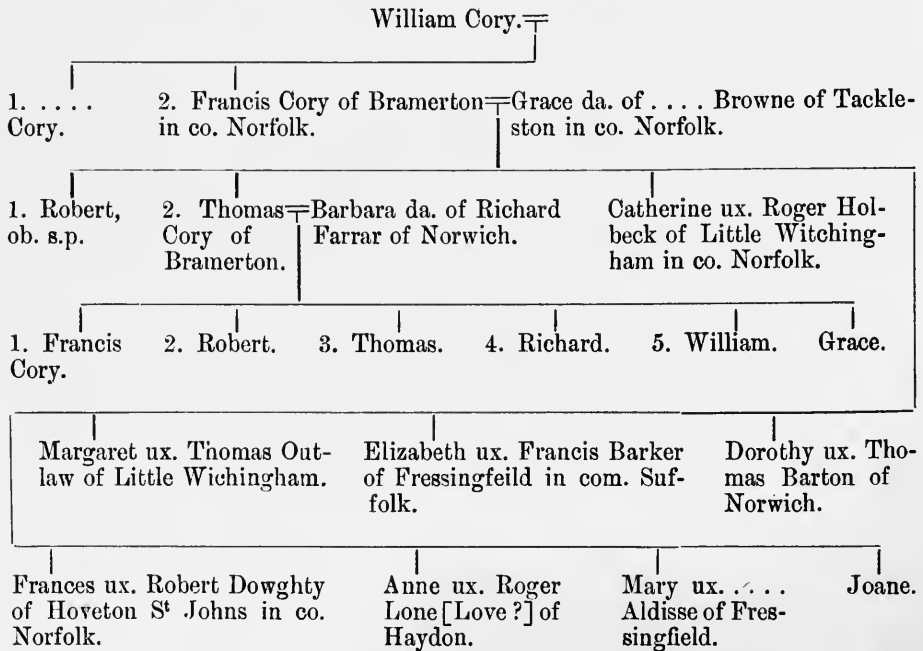 William Cory.
1. . . . .
Cory.
2. Francis Cory of Bramerton
in co. Norfolk.
Grace da. of . . . . Browne of Tackle-
ston in co. Norfolk.
1. Robert,
ob. s.p.
2. Thomas
Cory of
Bramerton.
Barbara da. of Richard
Farrar of Norwich.
Catherine ux. Roger Hol-
beck of Little Witching-
ham in co. Norfolk.
1. Francis
Cory.
2. Robert.
3. Thomas.
4. Richard.
5. William.
Grace.
Margaret ux. Thomas Out-
law of Little Wichingham.
Elizabeth ux. Francis Barker
of Fressingfeild in com. Suf-
folk.
Dorothy ux. Tho-
mas Barton of
Norwich.
Frances ux. Robert Dowghty
of Hoveton St Johns in co.
Norfolk.
Anne ux. Roger
Lone [Love ?] of
Haydon.
Mary ux. . . . .
Aldisse of Fres-
singfield.
Joane.